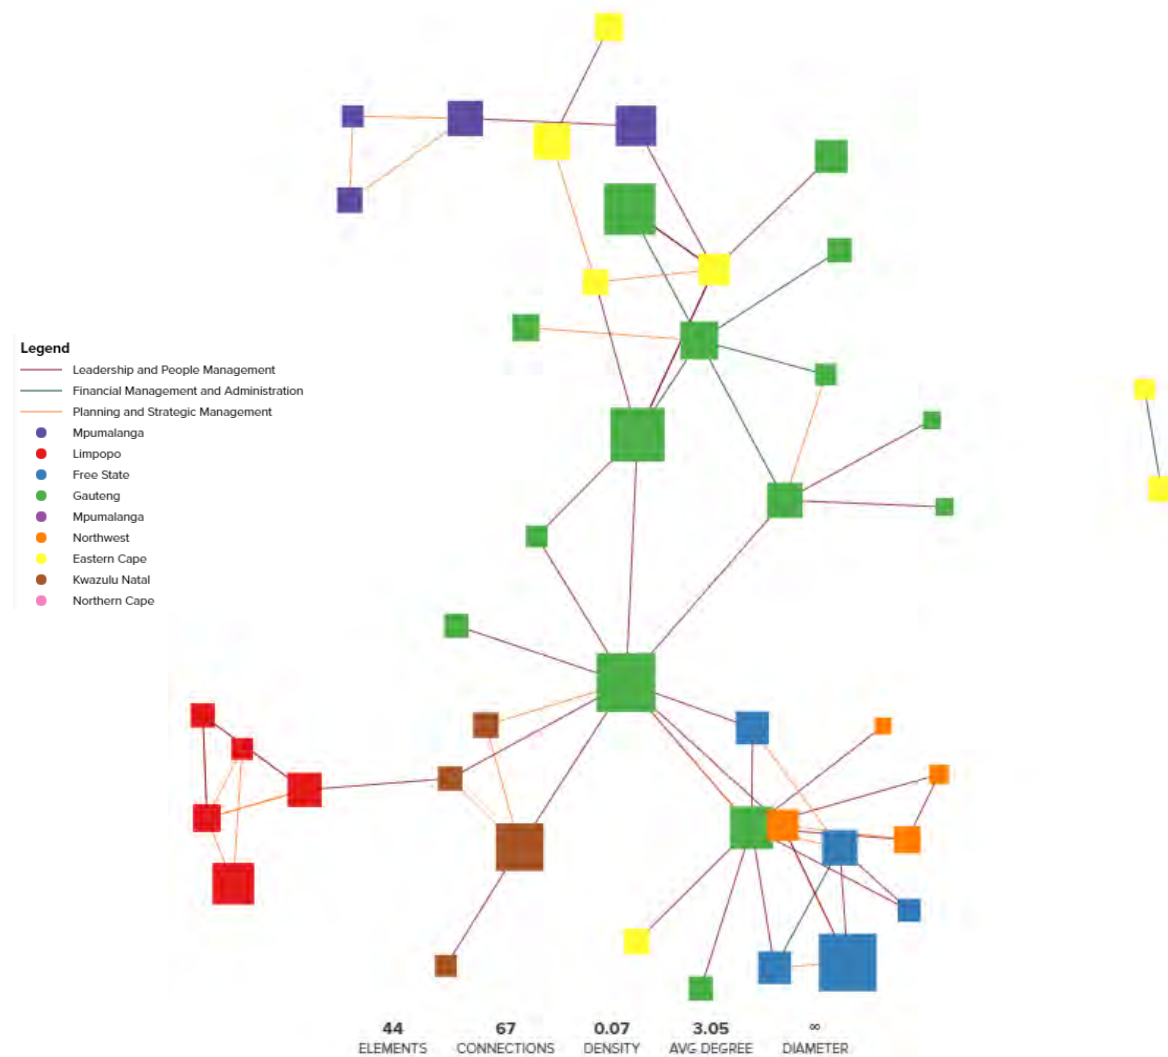 Legend
Leadership and People Management
Financial Management and Administration
Planning and Strategic Management
Mpumalanga
Limpopo
Free State
Gauteng
Mpumalanga
Northwest
Eastern Cape
Kwazulu Natal
Northern Cape
44 67 0.07 3.05 ∞
ELEMENTS CONNECTIONS DENSITY AVG DEGREE DIAMETER